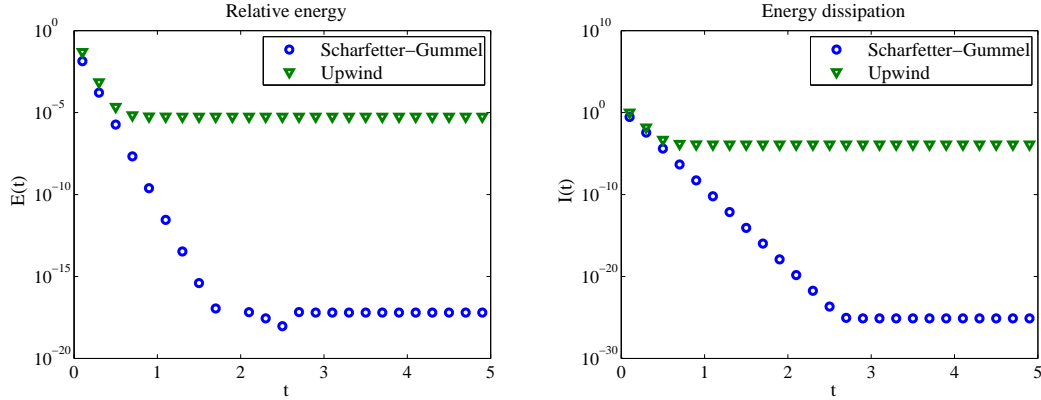 Relative energy
10^0
10^−5
10^−10
10^−15
10^−20
E(t)
0 1 2 3 4 5
t
Scharfetter−Gummel
Upwind
Energy dissipation
10^10
10^0
10^−10
10^−20
10^−30
I(t)
0 1 2 3 4 5
t
Scharfetter−Gummel
Upwind